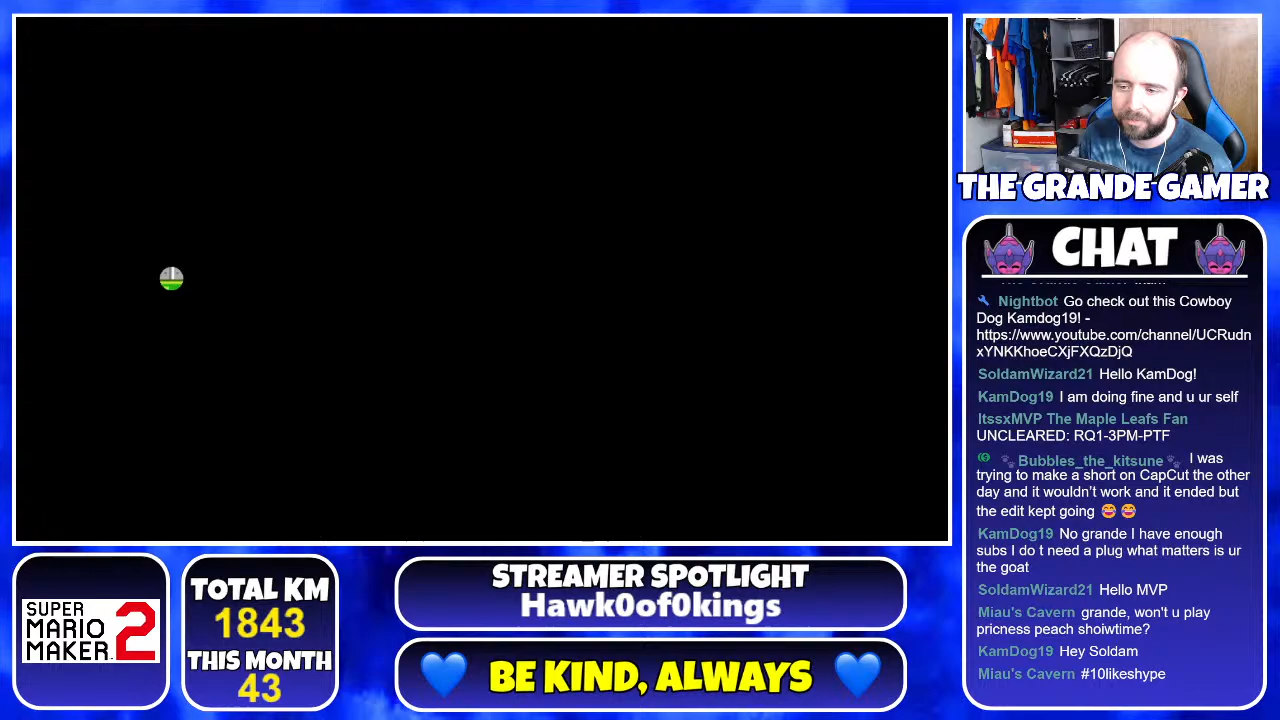 THE GRANDE GAMER
CHAT
Nightbot Go check out this Cowboy
Dog Kamdog19! -
https://www.youtube.com/channel/UCRudn
xYNKKhoeCXjFXQzDjQ
SoldamWizard21 Hello KamDog!
KamDog19 I am doing fine and u ur self
ItssxMVP The Maple Leafs Fan
UNCLEARED: RQ1-3PM-PTF
Bubbles_the_kitsune I was
trying to make a short on CapCut the other
day and it wouldn't work and it ended but
the edit kept going 😂 😂
KamDog19 No grande I have enough
subs I do t need a plug what matters is ur
the goat
SoldamWizard21 Hello MVP
Miau's Cavern grande, won't u play
pricness peach shoiwtime?
KamDog19 Hey Soldam
Miau's Cavern #10likeshype
SUPER
MARIO
MAKER 2
TOTAL KM
1843
THIS MONTH
43
STREAMER SPOTLIGHT
Hawk0of0kings
BE KIND, ALWAYS